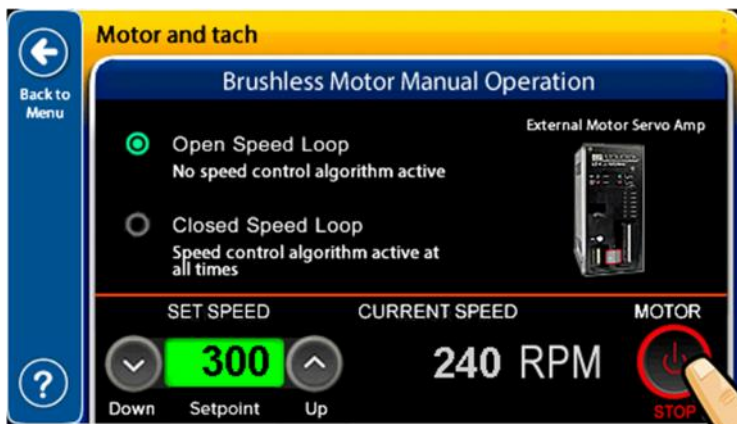 Motor and tach
Back to
Menu
Brushless Motor Manual Operation
External Motor Servo Amp
Open Speed Loop
No speed control algorithm active
Closed Speed Loop
Speed control algorithm active at
all times
SET SPEED
CURRENT SPEED
MOTOR
300
240 RPM
?
Down
Setpoint
Up
STOP